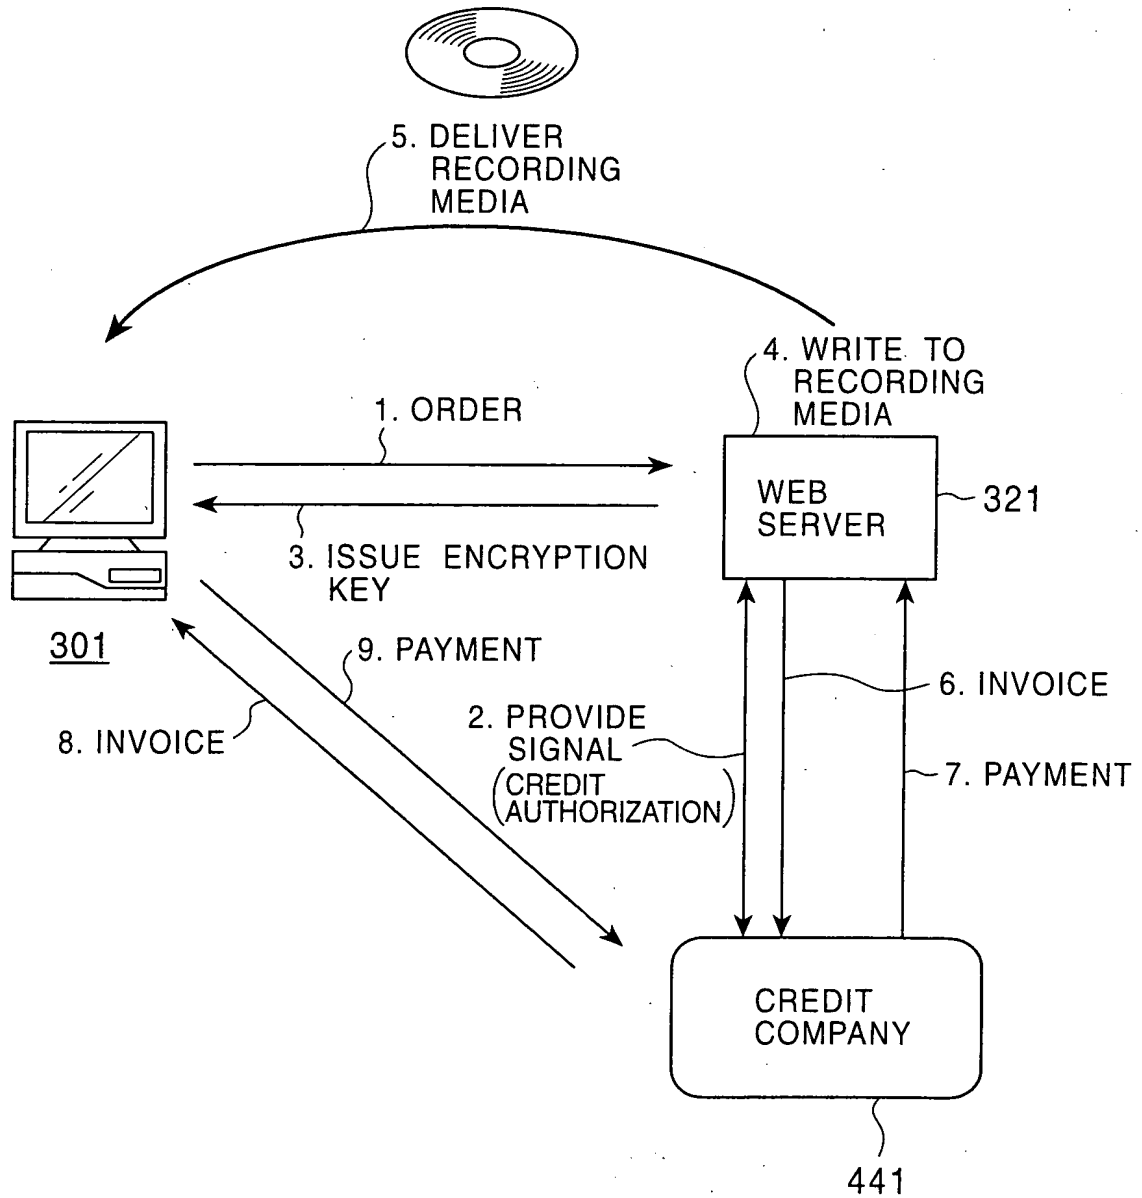 5. DELIVER
RECORDING
MEDIA
4. WRITE TO
RECORDING
MEDIA
1. ORDER
WEB
SERVER
321
3. ISSUE ENCRYPTION
KEY
301
9. PAYMENT
6. INVOICE
2. PROVIDE
SIGNAL
(CREDIT
AUTHORIZATION)
8. INVOICE
7. PAYMENT
CREDIT
COMPANY
441